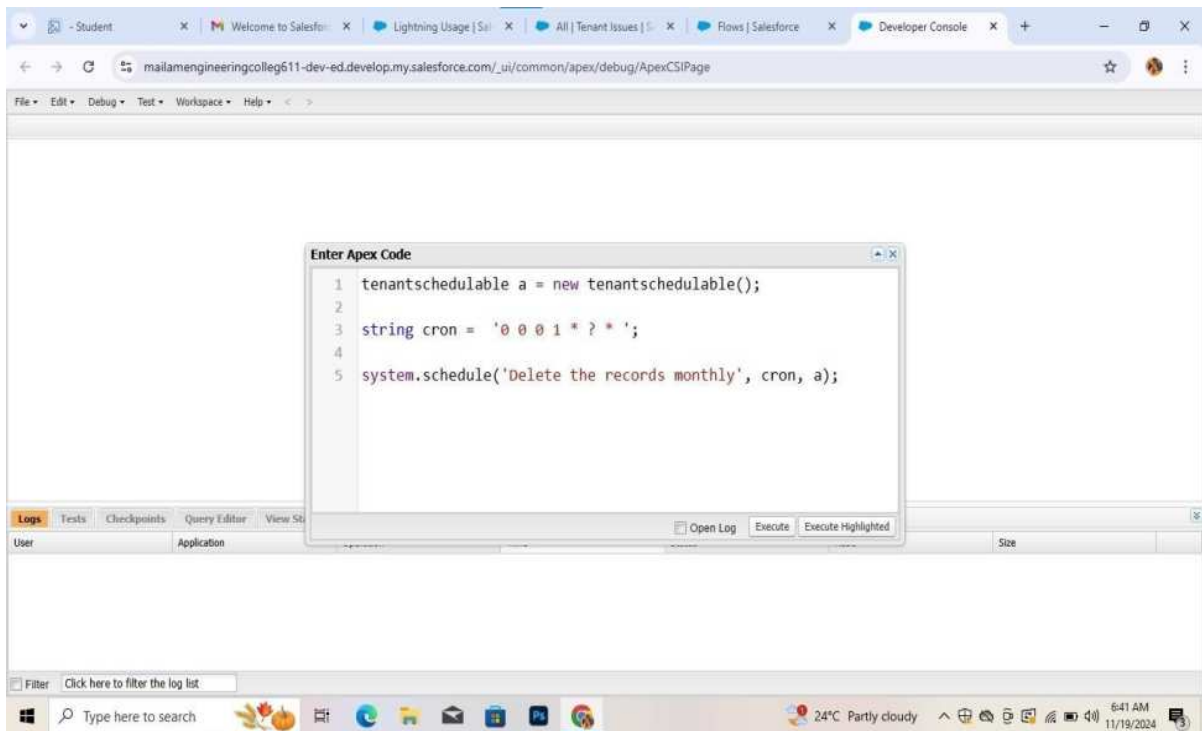 - Student
Welcome to Salesfor
Lightning Usage | Sal
All | Tenant Issues | S
Flows | Salesforce
Developer Console
mailamengineeringcolleg611-dev-ed.develop.my.salesforce.com/_ui/common/apex/debug/ApexCSIPage
File Edit Debug Test Workspace Help < >
Enter Apex Code
1 tenantschedulable a = new tenantschedulable();
2
3 string cron = '0 0 0 1 * ? * ';
4
5 system.schedule('Delete the records monthly', cron, a);
Open Log Execute Execute Highlighted
Logs Tests Checkpoints Query Editor View Sta
User Application Size
Filter Click here to filter the log list
Type here to search
Ps
24°C Partly cloudy
6:41 AM
11/19/2024
3